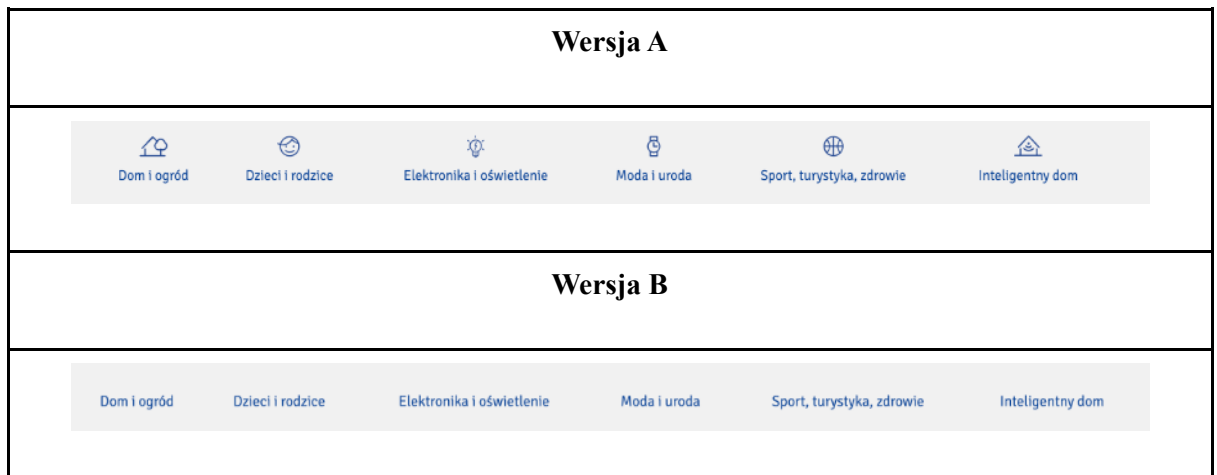 Wersja A
Dom i ogród Dzieci i rodzice Elektronika i oświetlenie Moda i uroda Sport, turystyka, zdrowie Inteligentny dom
Wersja B
Dom i ogród Dzieci i rodzice Elektronika i oświetlenie Moda i uroda Sport, turystyka, zdrowie Inteligentny dom